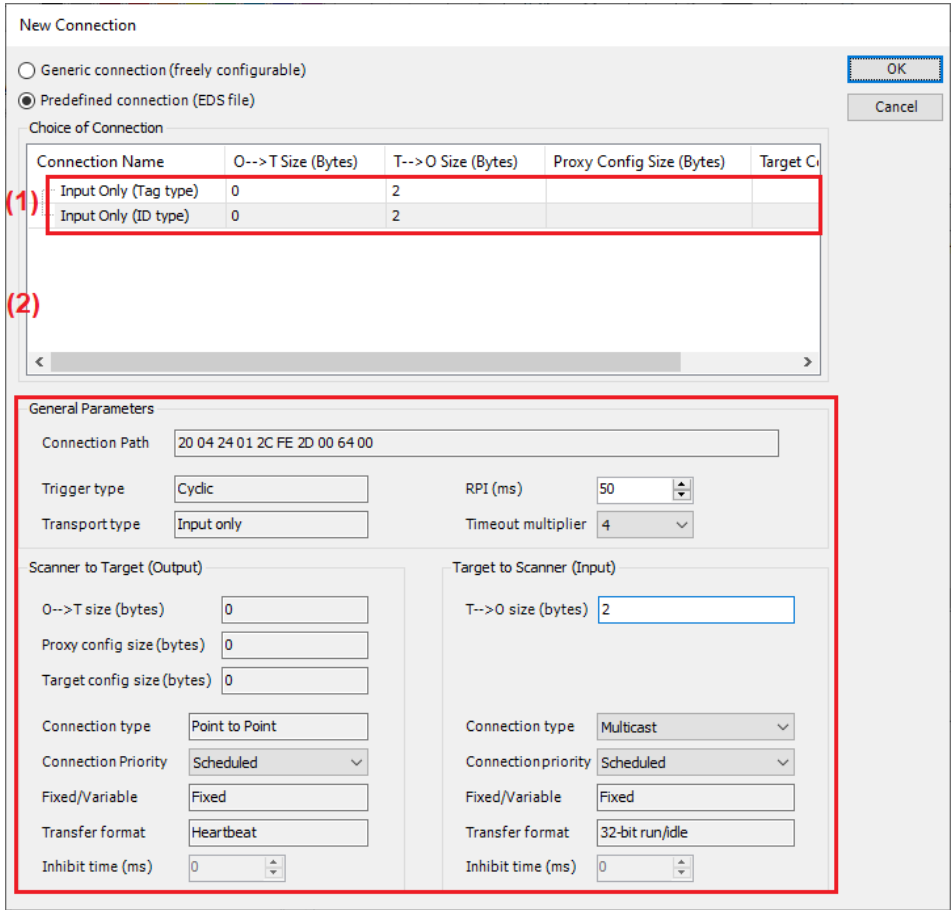 New Connection
Generic connection (freely configurable)
OK
Predefined connection (EDS file)
Cancel
Choice of Connection
Connection Name O-->T Size (Bytes) T-->O Size (Bytes) Proxy Config Size (Bytes) Target C
(1)
Input Only (Tag type) 0 2
Input Only (ID type) 0 2
(2)
General Parameters
Connection Path 20 04 24 01 2C FE 2D 00 64 00
Trigger type Cyclic RPI (ms) 50
Transport type Input only Timeout multiplier 4
Scanner to Target (Output) Target to Scanner (Input)
O-->T size (bytes) 0 T-->O size (bytes) 2
Proxy config size (bytes) 0
Target config size (bytes) 0
Connection type Point to Point Connection type Multicast
Connection Priority Scheduled Connection priority Scheduled
Fixed/Variable Fixed Fixed/Variable Fixed
Transfer format Heartbeat Transfer format 32-bit run/idle
Inhibit time (ms) 0 Inhibit time (ms) 0